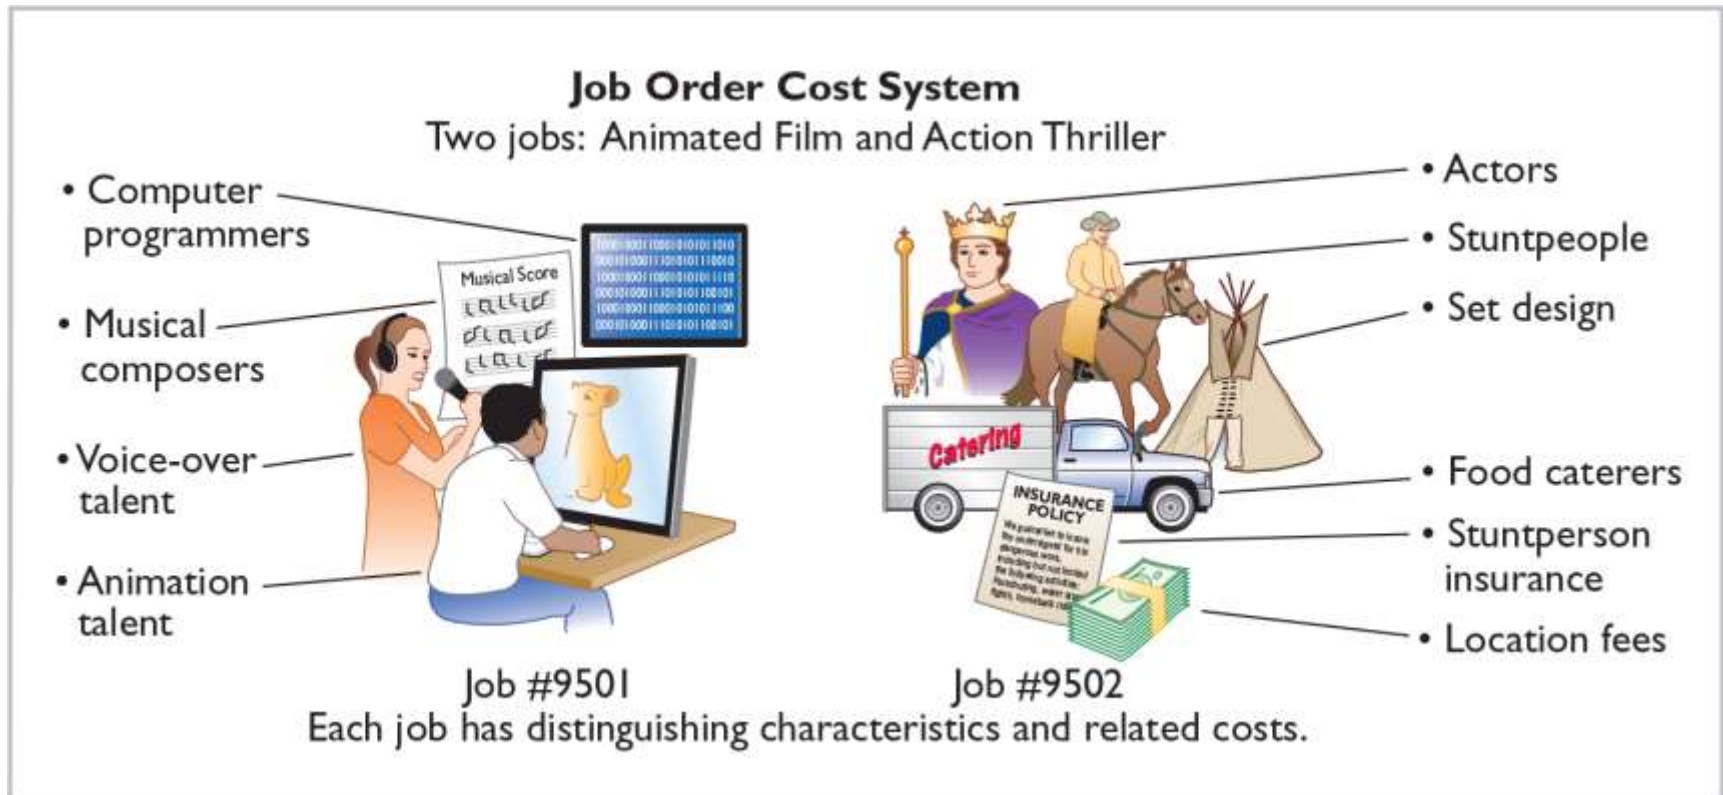 Job Order Cost System
Two jobs: Animated Film and Action Thriller
• Computer
programmers
• Musical
composers
• Voice-over
talent
• Animation
talent
Musical Score
• Actors
• Stuntpeople
• Set design
• Food caterers
• Stuntperson
insurance
• Location fees
Catering
INSURANCE
POLICY
Job #9501
Job #9502
Each job has distinguishing characteristics and related costs.